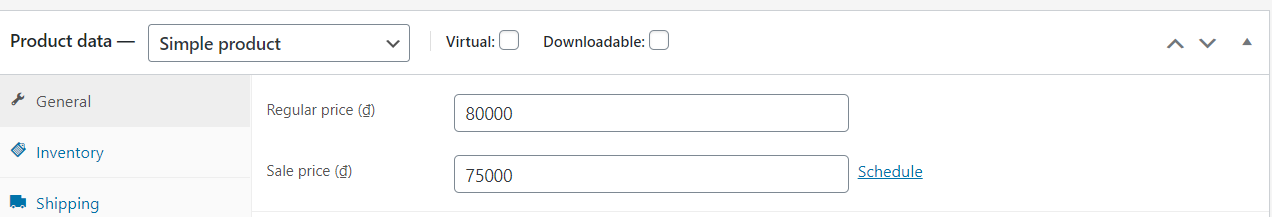 Product data — Simple product Virtual: Downloadable:
General
Regular price (₫) 80000
Inventory
Sale price (₫) 75000 Schedule
Shipping